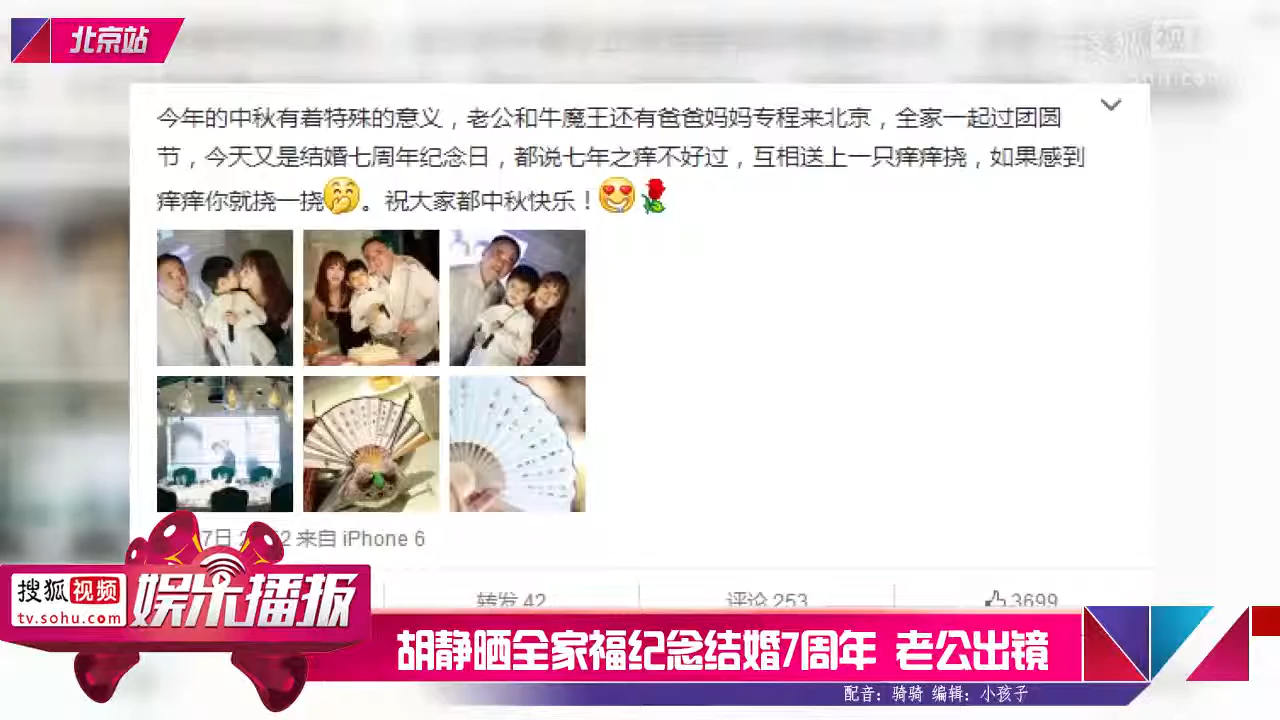 北京站
搜狐视
今年的中秋有着特殊的意义，老公和牛魔王还有爸爸妈妈专程来北京，全家一起过团圆
节，今天又是结婚七周年纪念日，都说七年之痒不好过，互相送上一只痒痒挠，如果感到
痒痒你就挠一挠。祝大家都中秋快乐！
7日 2 2 来自 iPhone 6
转发 42
评论 253
3699
搜狐视频
tv.sohu.com
娱乐播报
胡静晒全家福纪念结婚7周年 老公出镜
配音：骑骑 编辑：小孩子